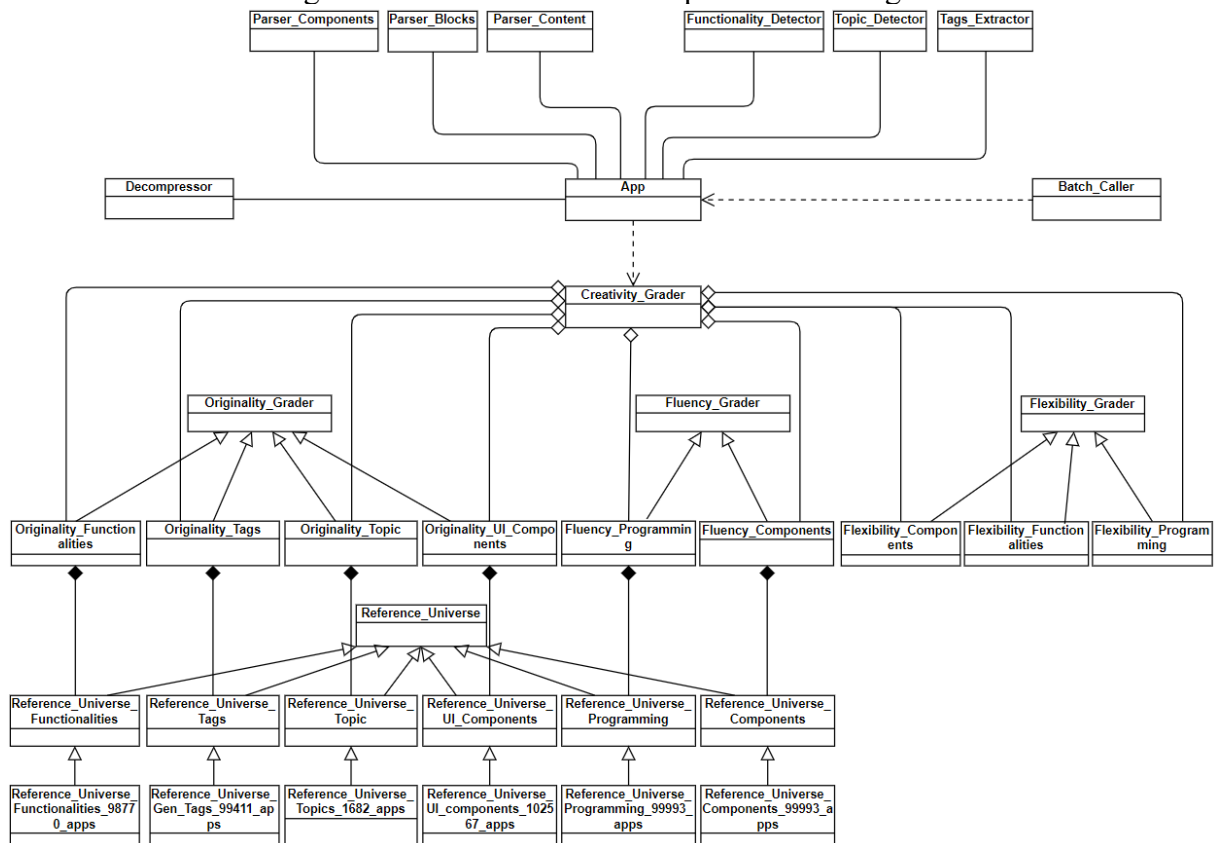 Parser_Components
Parser_Blocks
Parser_Content
Functionality_Detector
Topic_Detector
Tags_Extractor
Decompressor
App
Batch_Caller
Creativity_Grader
Originality_Grader
Fluency_Grader
Flexibility_Grader
Originality_Function
alities
Originality_Tags
Originality_Topic
Originality_UI_Compo
nents
Fluency_Programmin
g
Fluency_Components
Flexibility_Compon
ents
Flexibility_Function
alities
Flexibility_Program
ming
Reference_Universe
Reference_Universe_
Functionalities
Reference_Universe_
Tags
Reference_Universe_
Topic
Reference_Universe_
UI_Components
Reference_Universe_
Programming
Reference_Universe_
Components
Reference_Universe_
Functionalities_9877
0_apps
Reference_Universe_
Gen_Tags_99411_ap
ps
Reference_Universe_
Topics_1682_apps
Reference_Universe_
UI_components_1025
67_apps
Reference_Universe_
Programming_99993_
apps
Reference_Universe_
Components_99993_a
pps